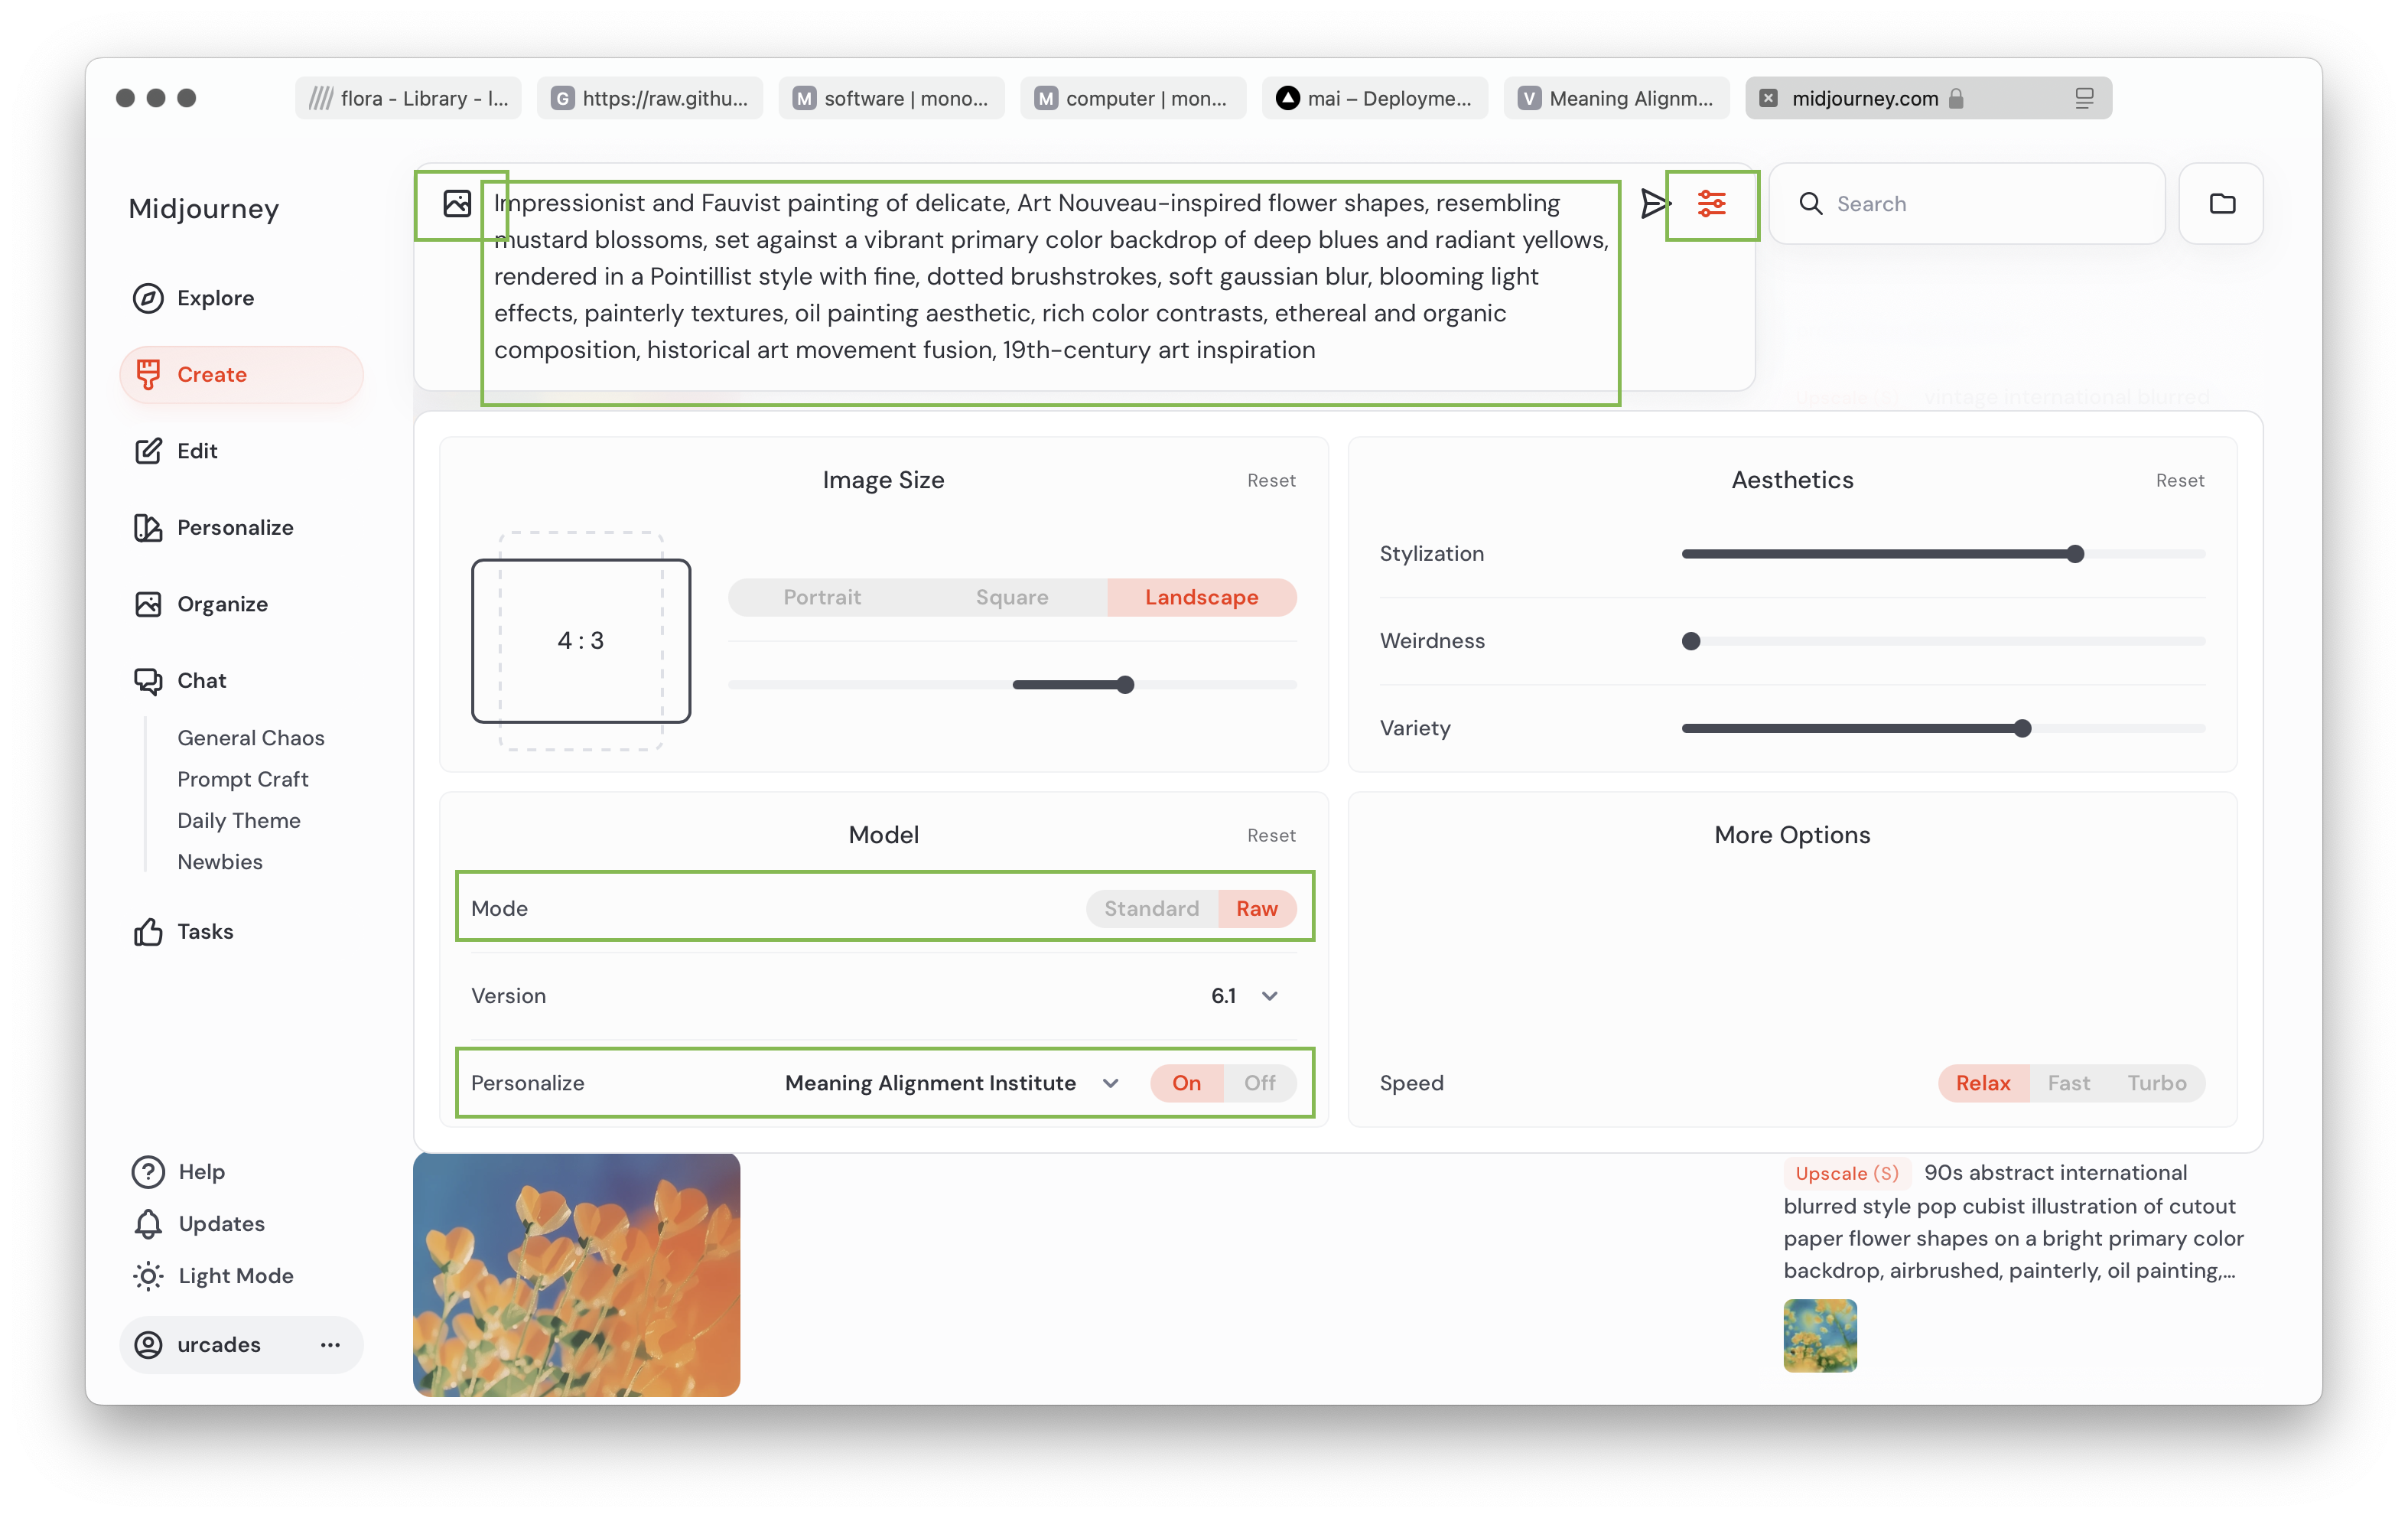 flora - Library - I...
G https://raw.githu...
M software | mono...
M computer | mon...
mai – Deployme...
V Meaning Alignm...
midjourney.com
Midjourney
Explore
Create
Edit
Personalize
Organize
Chat
General Chaos
Prompt Craft
Daily Theme
Newbies
Tasks
Help
Updates
Light Mode
urcades
Impressionist and Fauvist painting of delicate, Art Nouveau-inspired flower shapes, resembling
mustard blossoms, set against a vibrant primary color backdrop of deep blues and radiant yellows,
rendered in a Pointillist style with fine, dotted brushstrokes, soft gaussian blur, blooming light
effects, painterly textures, oil painting aesthetic, rich color contrasts, ethereal and organic
composition, historical art movement fusion, 19th-century art inspiration
Search
Upscale (S) vintage international blurred
Image Size
Reset
4 : 3
Portrait Square Landscape
Aesthetics
Reset
Stylization
Weirdness
Variety
Model
Reset
Mode Standard Raw
Version 6.1
Personalize Meaning Alignment Institute On Off
More Options
Speed Relax Fast Turbo
Upscale (S) 90s abstract international
blurred style pop cubist illustration of cutout
paper flower shapes on a bright primary color
backdrop, airbrushed, painterly, oil painting,...